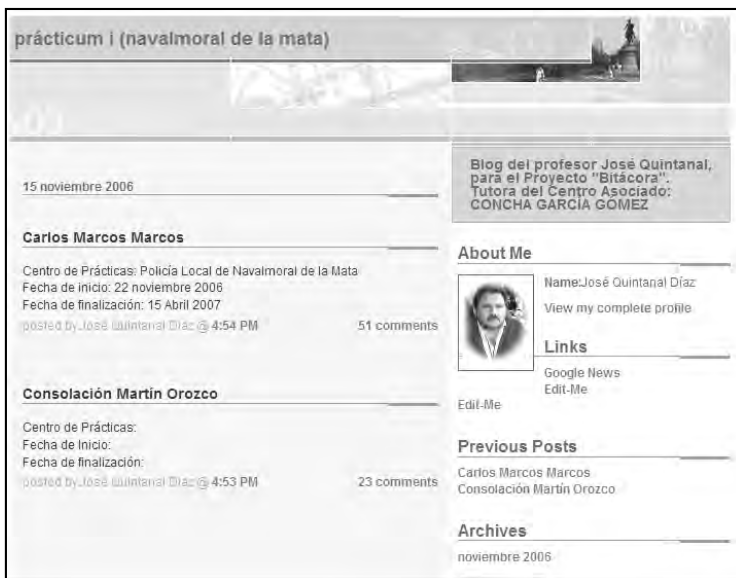 prácticum i (navalmoral de la mata)
15 noviembre 2006
Carlos Marcos Marcos
Centro de Prácticas: Policía Local de Navalmoral de la Mata
Fecha de inicio: 22 noviembre 2006
Fecha de finalización: 15 Abril 2007
posted by José Quintanal Díaz @ 4:54 PM 51 comments
Consolación Martín Orozco
Centro de Prácticas:
Fecha de Inicio:
Fecha de finalización:
posted by José Quintanal Díaz @ 4:53 PM 23 comments
Blog del profesor José Quintanal,
para el Proyecto "Bitácora".
Tutora del Centro Asociado:
CONCHA GARCÍA GÓMEZ
About Me
Name:José Quintanal Díaz
View my complete profile
Links
Google News
Edit-Me
Edit-Me
Previous Posts
Carlos Marcos Marcos
Consolación Martín Orozco
Archives
noviembre 2006